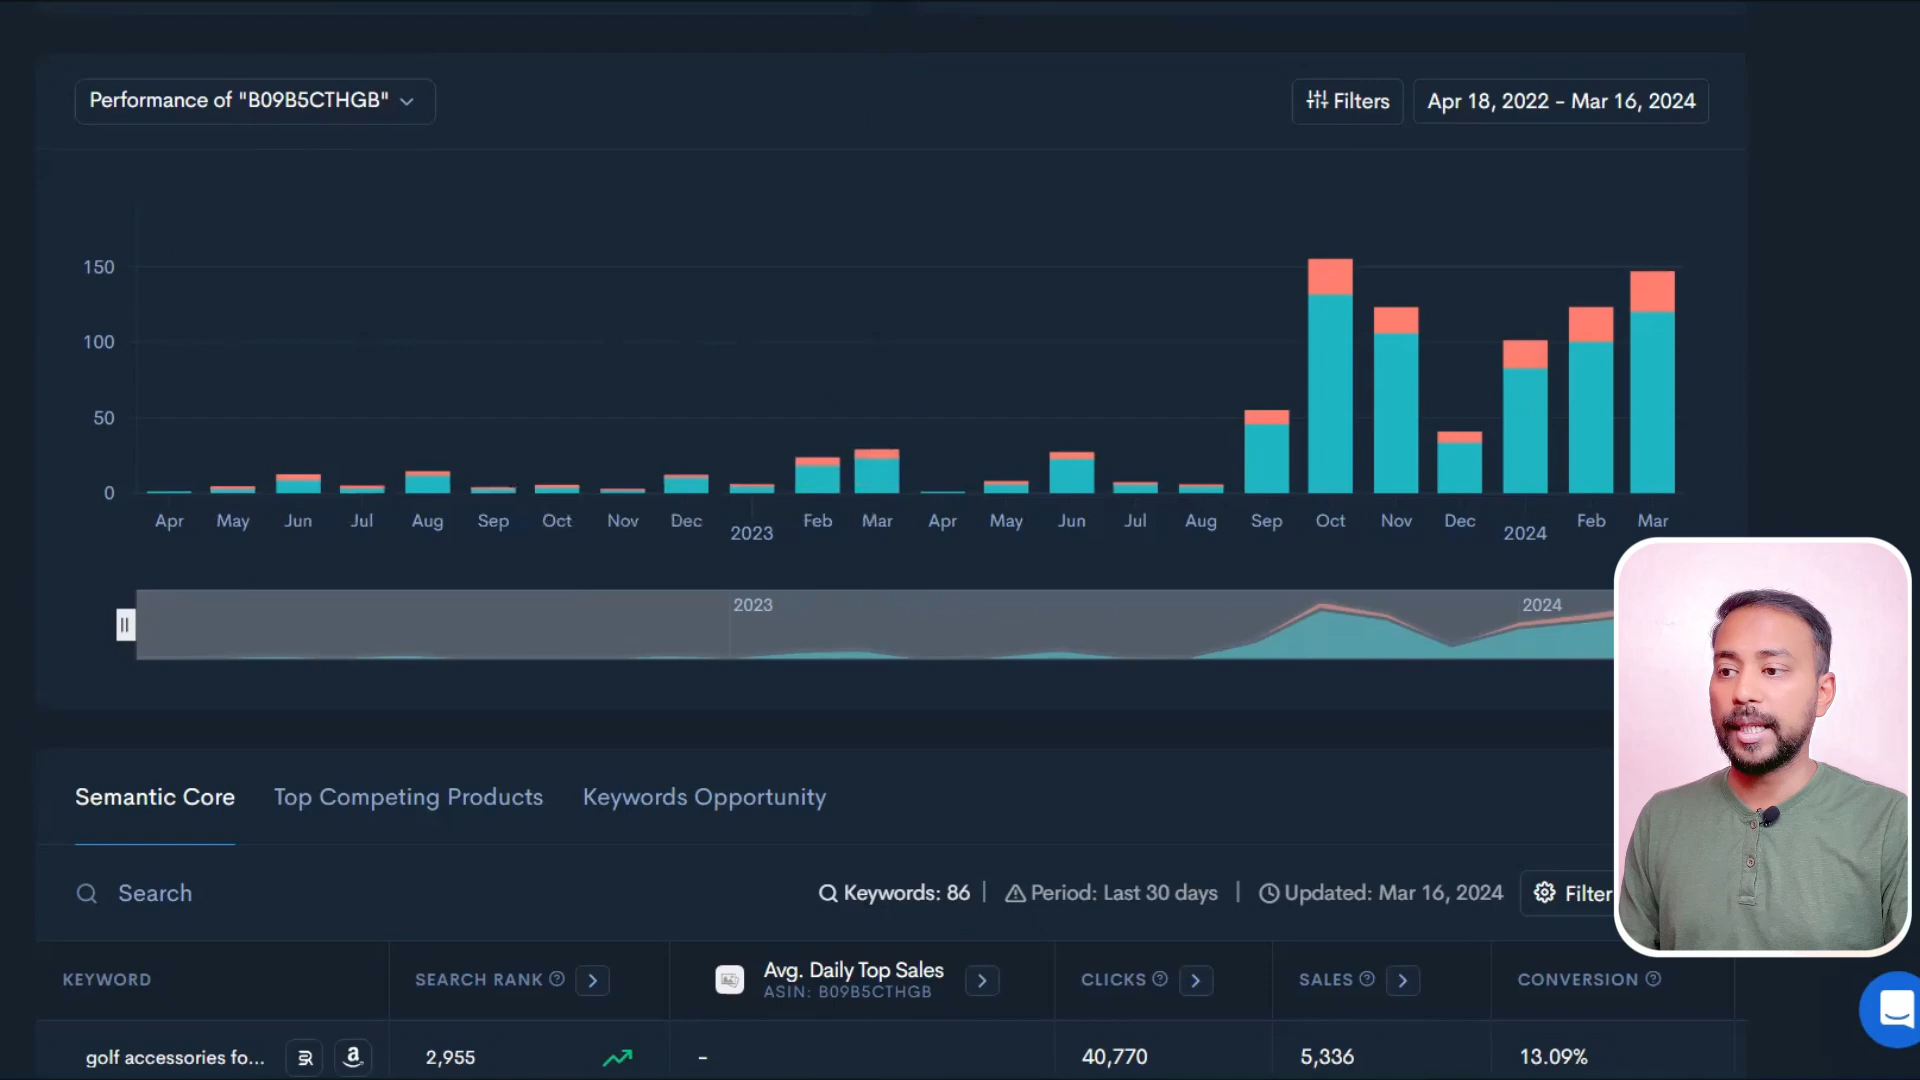 Performance of "B09B5CTHGB"
Filters
Apr 18, 2022 - Mar 16, 2024
150
100
50
0
Apr May Jun Jul Aug Sep Oct Nov Dec 2023 Feb Mar Apr May Jun Jul Aug Sep Oct Nov Dec 2024 Feb Mar
2023 2024
Semantic Core Top Competing Products Keywords Opportunity
Search
Keywords: 86 | Period: Last 30 days | Updated: Mar 16, 2024
Filter
KEYWORD
SEARCH RANK
Avg. Daily Top Sales
ASIN: B09B5CTHGB
CLICKS
SALES
CONVERSION
golf accessories fo... 2,955 - 40,770 5,336 13.09%